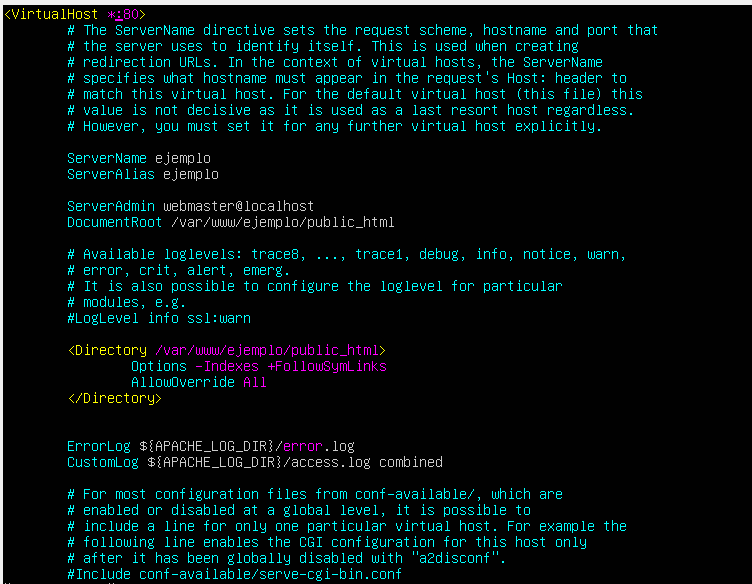 <VirtualHost *:80>
# The ServerName directive sets the request scheme, hostname and port that
# the server uses to identify itself. This is used when creating
# redirection URLs. In the context of virtual hosts, the ServerName
# specifies what hostname must appear in the request's Host: header to
# match this virtual host. For the default virtual host (this file) this
# value is not decisive as it is used as a last resort host regardless.
# However, you must set it for any further virtual host explicitly.
ServerName ejemplo
ServerAlias ejemplo
ServerAdmin webmaster@localhost
DocumentRoot /var/www/ejemplo/public_html
# Available loglevels: trace8, ..., trace1, debug, info, notice, warn,
# error, crit, alert, emerg.
# It is also possible to configure the loglevel for particular
# modules, e.g.
#LogLevel info ssl:warn
<Directory /var/www/ejemplo/public_html>
Options -Indexes +FollowSymLinks
AllowOverride All
</Directory>
ErrorLog ${APACHE_LOG_DIR}/error.log
CustomLog ${APACHE_LOG_DIR}/access.log combined
# For most configuration files from conf-available/, which are
# enabled or disabled at a global level, it is possible to
# include a line for only one particular virtual host. For example the
# following line enables the CGI configuration for this host only
# after it has been globally disabled with "a2disconf".
#Include conf-available/serve-cgi-bin.conf